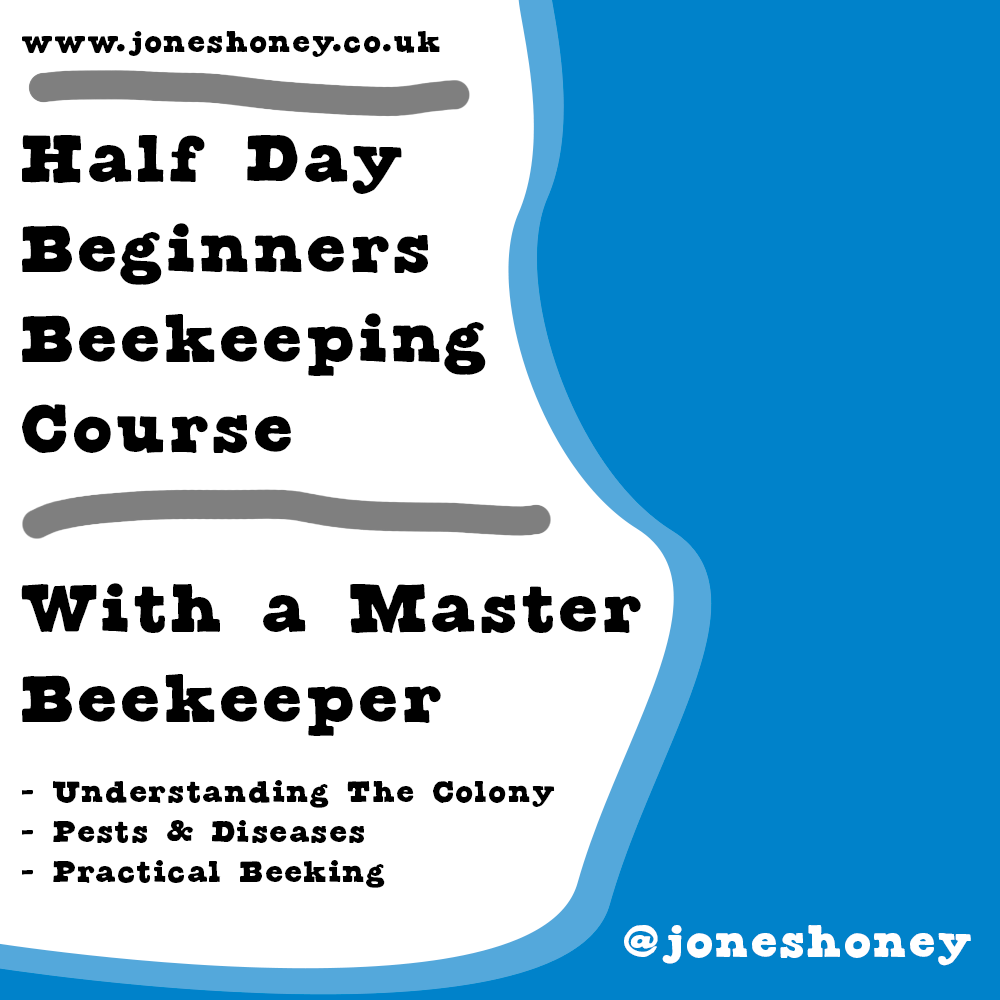 www.joneshoney.co.uk
Half Day
Beginners
Beekeeping
Course
With a Master
Beekeeper
- Understanding The Colony
- Pests & Diseases
- Practical Beeking
@joneshoney